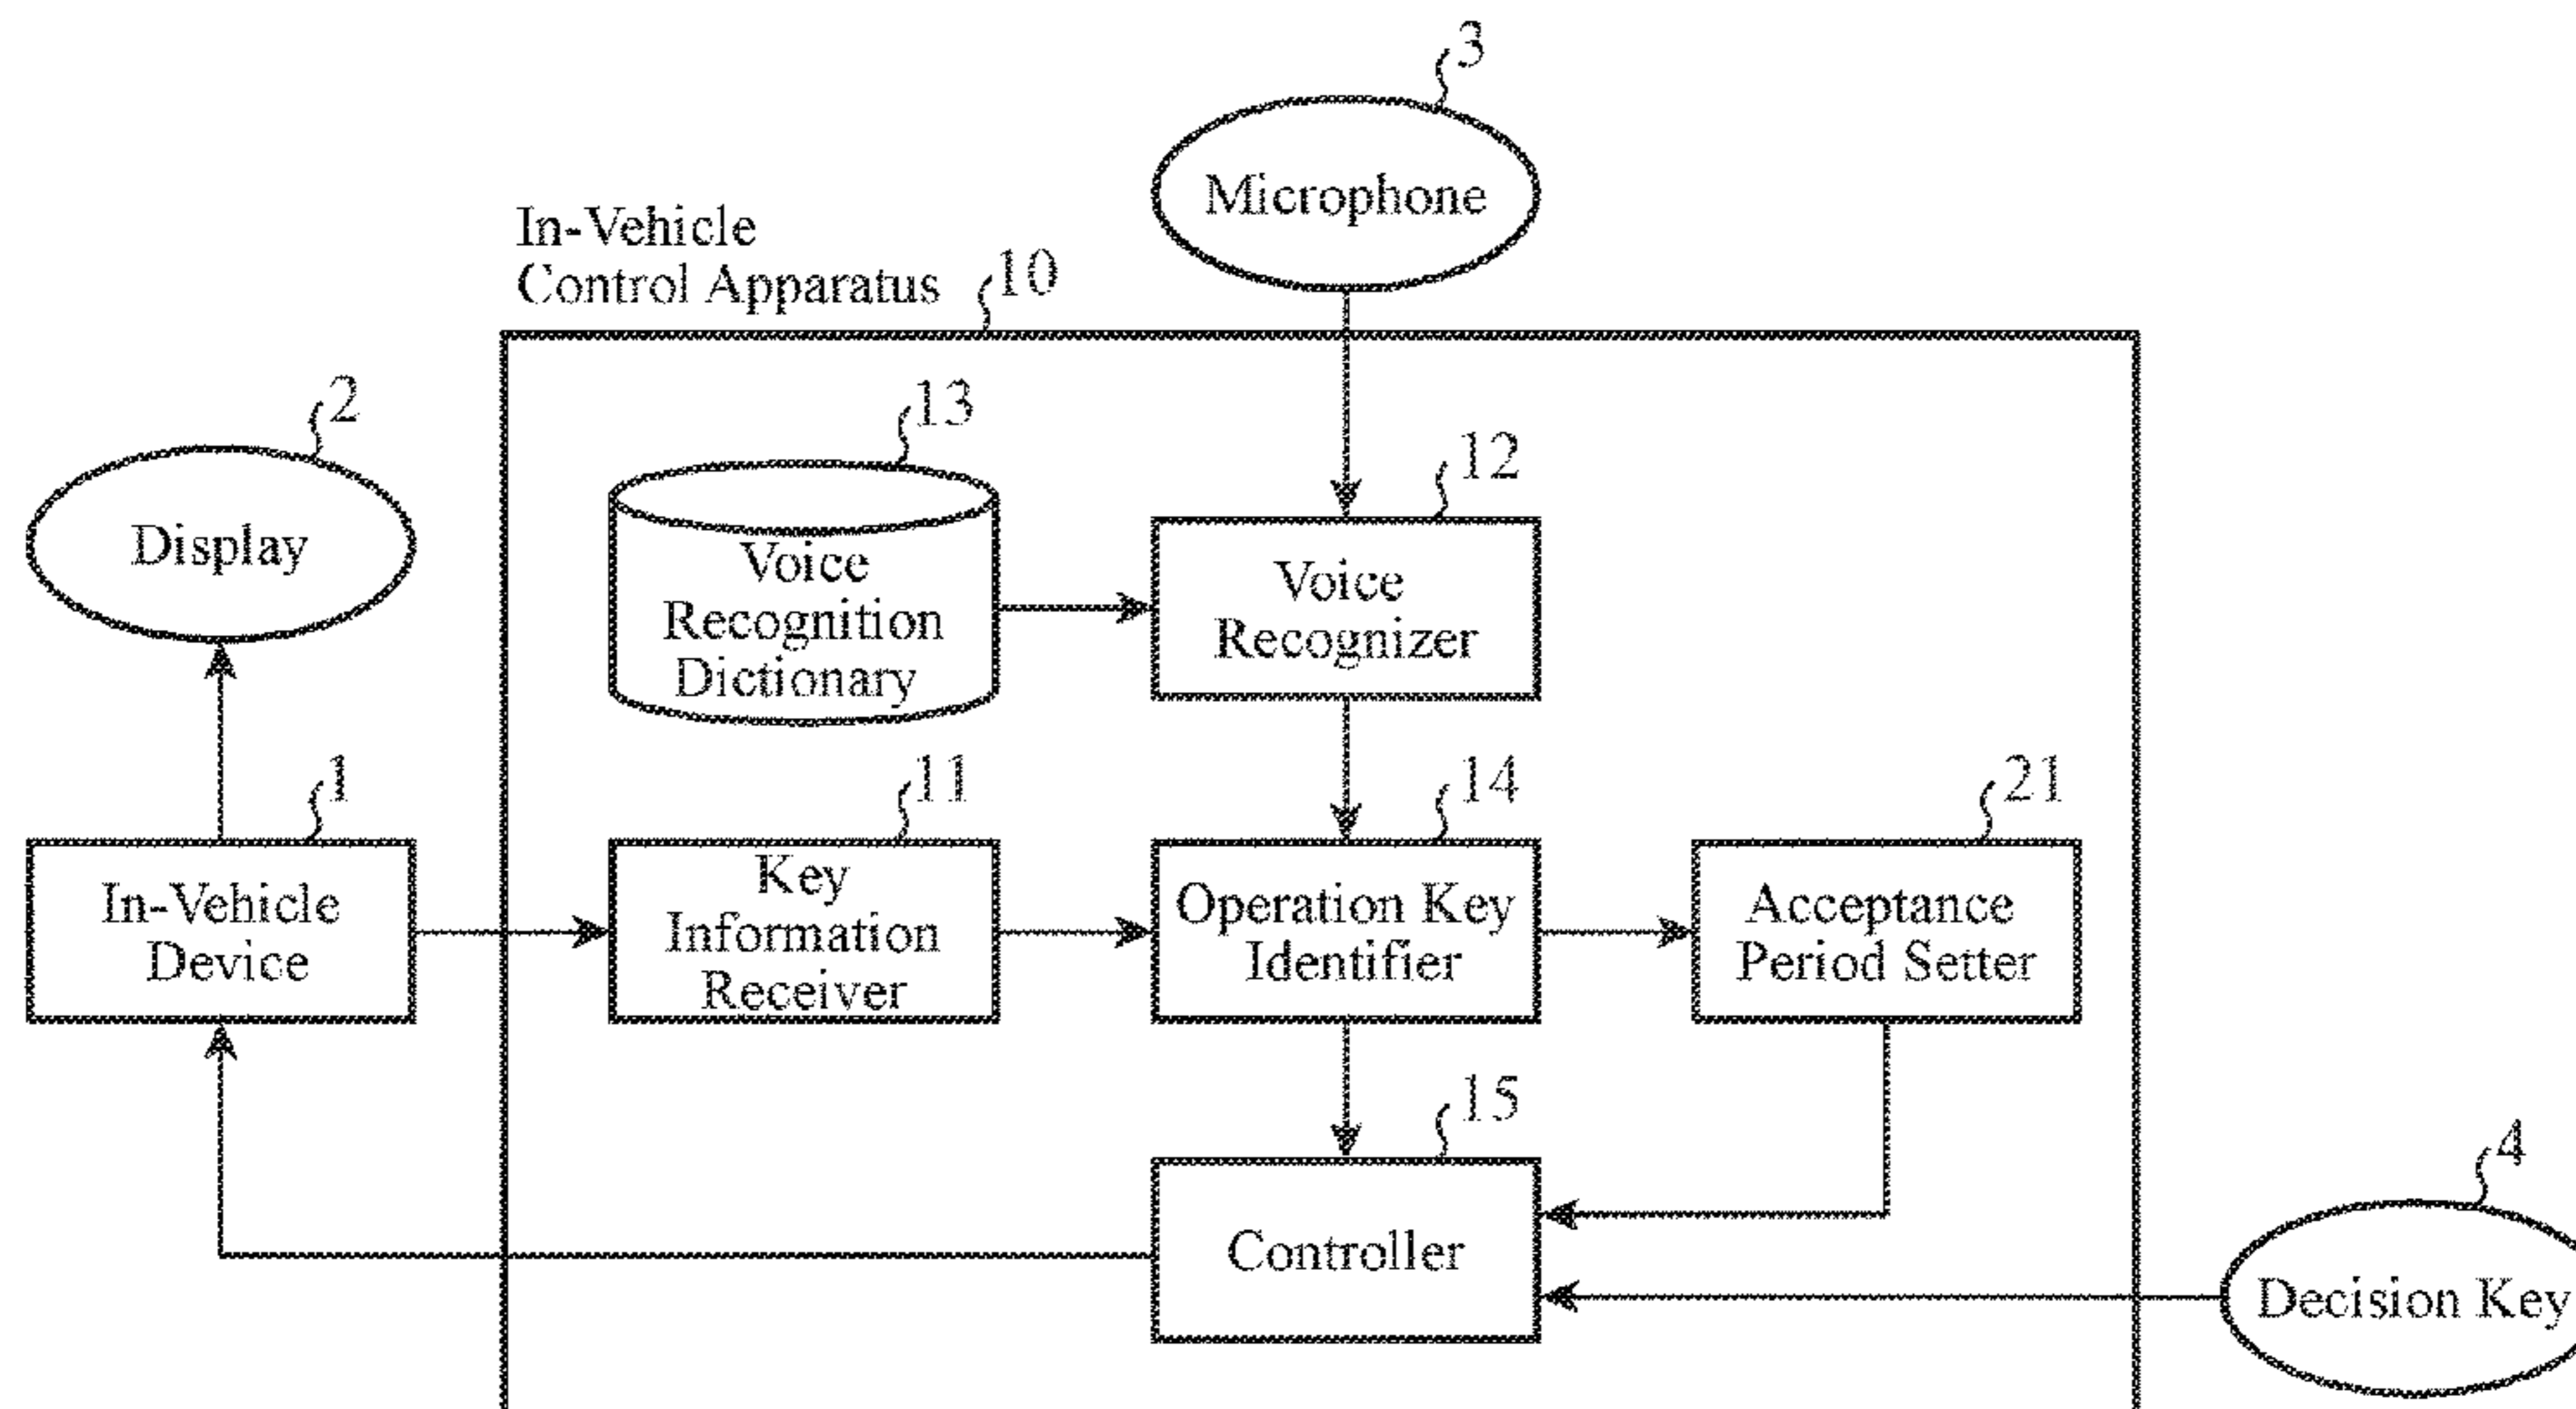 3
Microphone
In-Vehicle
Control Apparatus
10
2
Display
13
Voice
Recognition
Dictionary
12
Voice
Recognizer
1
In-Vehicle
Device
11
Key
Information
Receiver
14
Operation Key
Identifier
21
Acceptance
Period Setter
15
Controller
4
Decision Key